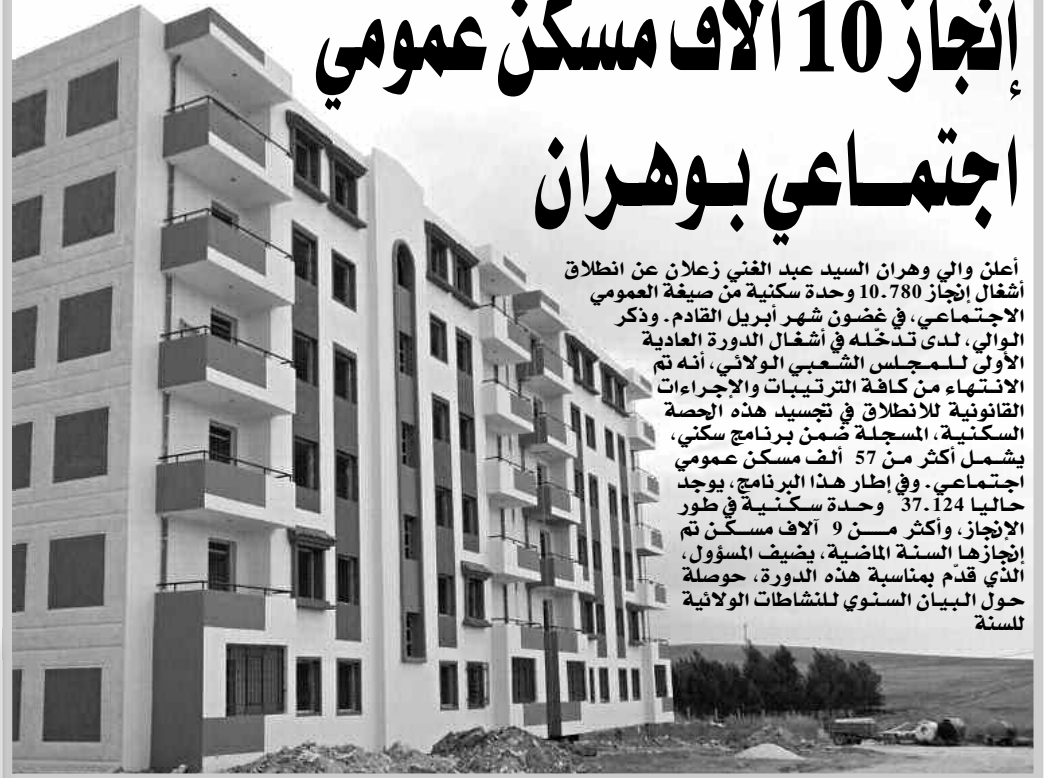 إنجاز 10 آلاف مسكن عمومي
اجتمــاعي بـوهـران
أعلن والي وهران السيد عبد الغني زعلان عن انطلاق
أشغال إنجاز 10.780 وحدة سكنية من صيغة العمومي
الاجتماعي، في غضون شهر أبريل القادم. وذكر
الوالي، لدى تدخّله في أشغال الدورة العادية
الأولى للمجلس الشعبي الولائي، أنه تم
الانتهاء من كافة الترتيبات والإجراءات
القانونية للانطلاق في تجسيد هذه الحصة
السكنية، المسجلة ضمن برنامج سكني،
يشمل أكثر من 57 ألف مسكن عمومي
اجتماعي. وفي إطار هذا البرنامج، يوجد
حاليا 37.124 وحدة سكنية في طور
الإنجاز، وأكثر مــن 9 آلاف مسكن تم
إنجازها السنة الماضية، يضيف المسؤول،
الذي قدّم بمناسبة هذه الدورة، حوصلة
حول البيان السنوي للنشاطات الولائية
للسنة